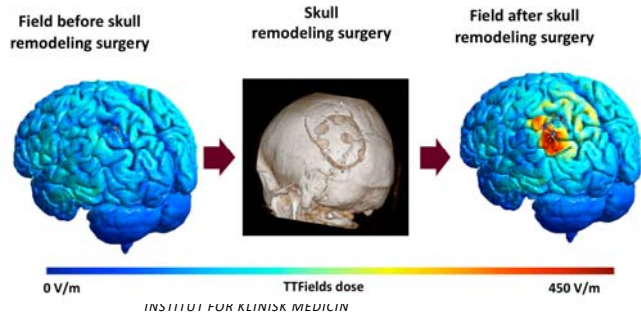 Field before skull
remodeling surgery
Skull
remodeling surgery
Field after skull
remodeling surgery
0 V/m
TTFields dose
450 V/m
INSTITUT FOR KLINISK MEDICIN